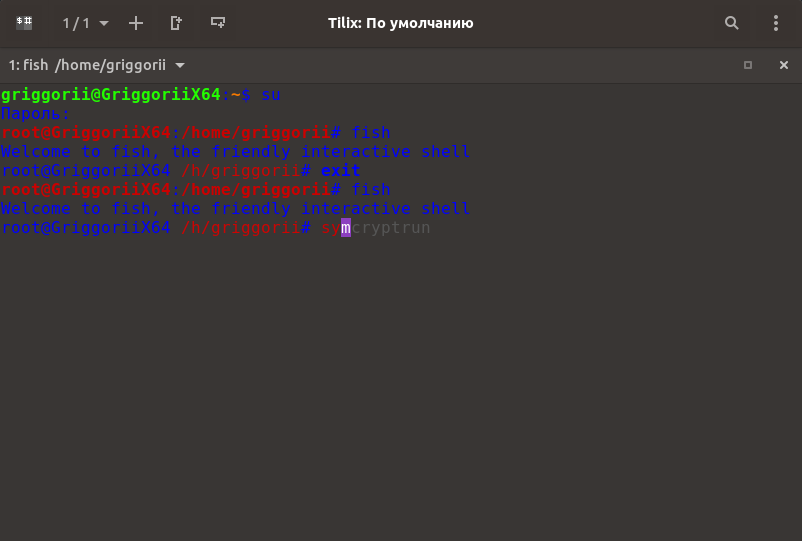 1 / 1
Tilix: По умолчанию
1: fish /home/griggorii
griggorii@GriggoriiX64:~$ su
Пароль:
root@GriggoriiX64:/home/griggorii# fish
Welcome to fish, the friendly interactive shell
root@GriggoriiX64 /h/griggorii# exit
root@GriggoriiX64:/home/griggorii# fish
Welcome to fish, the friendly interactive shell
root@GriggoriiX64 /h/griggorii# symcryptrun